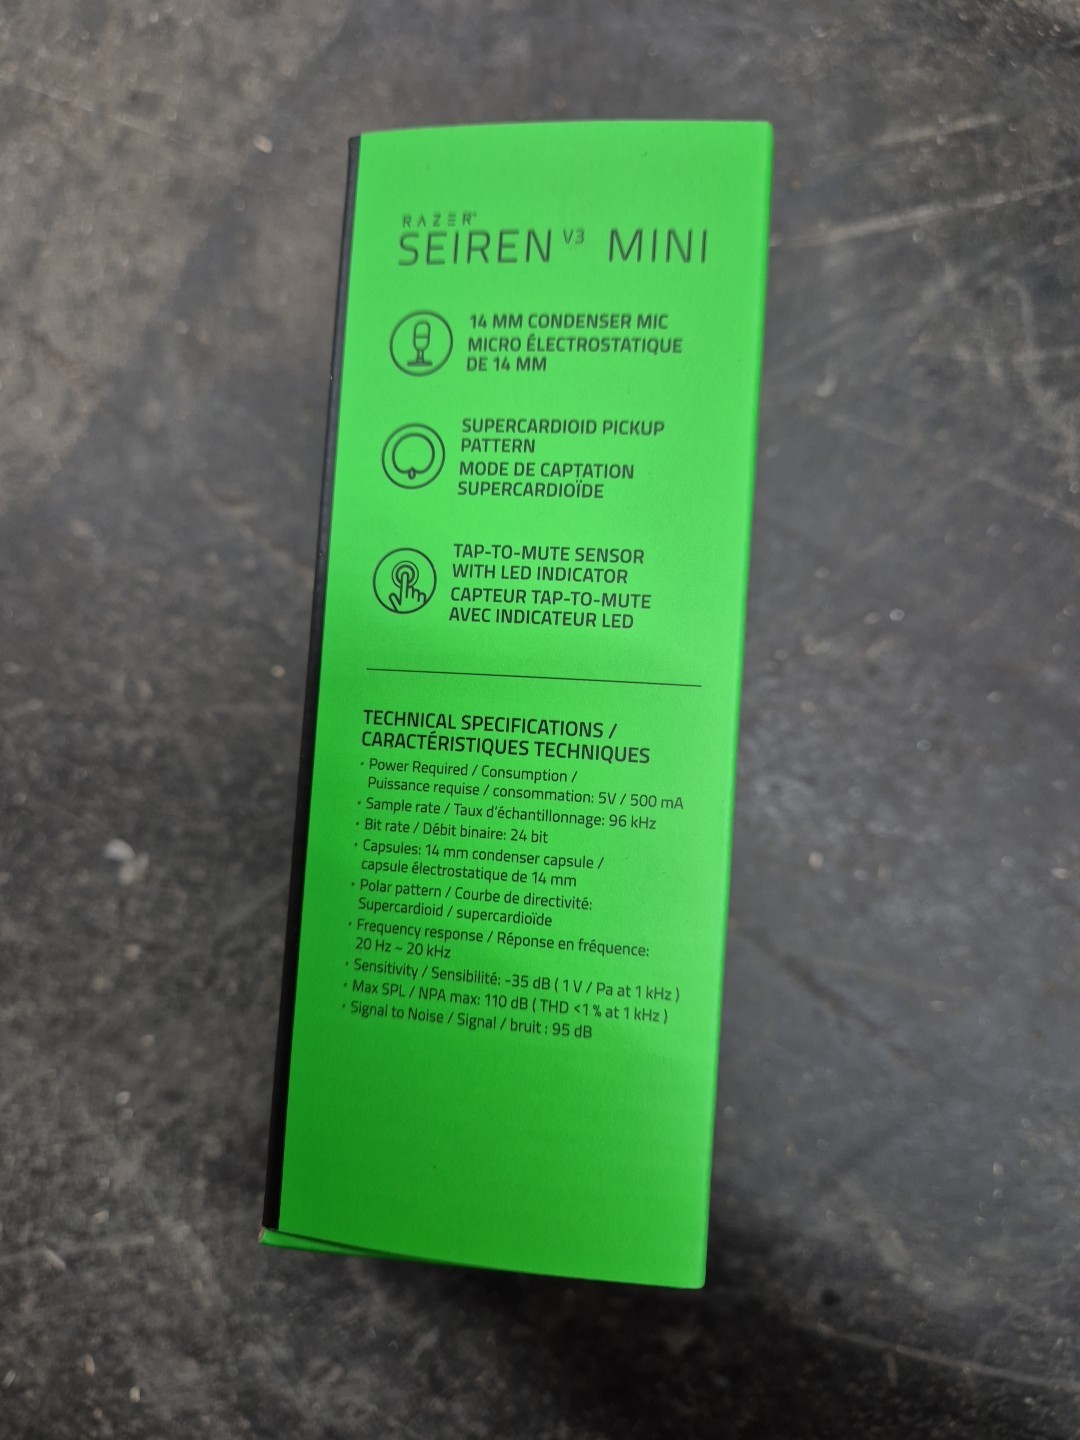 RAZER
SEIREN V3 MINI
14 MM CONDENSER MIC
MICRO ÉLECTROSTATIQUE
DE 14 MM
SUPERCARDIOID PICKUP
PATTERN
MODE DE CAPTATION
SUPERCARDIOÏDE
TAP-TO-MUTE SENSOR
WITH LED INDICATOR
CAPTEUR TAP-TO-MUTE
AVEC INDICATEUR LED
TECHNICAL SPECIFICATIONS /
CARACTÉRISTIQUES TECHNIQUES
· Power Required / Consumption /
Puissance requise / consommation: 5V / 500 mA
· Sample rate / Taux d'échantillonnage: 96 kHz
· Bit rate / Débit binaire: 24 bit
· Capsules: 14 mm condenser capsule /
capsule électrostatique de 14 mm
· Polar pattern / Courbe de directivité:
Supercardioid / supercardioïde
· Frequency response / Réponse en fréquence:
20 Hz ~ 20 kHz
· Sensitivity / Sensibilité: -35 dB ( 1 V / Pa at 1 kHz )
· Max SPL / NPA max: 110 dB ( THD <1 % at 1 kHz )
· Signal to Noise / Signal / bruit : 95 dB